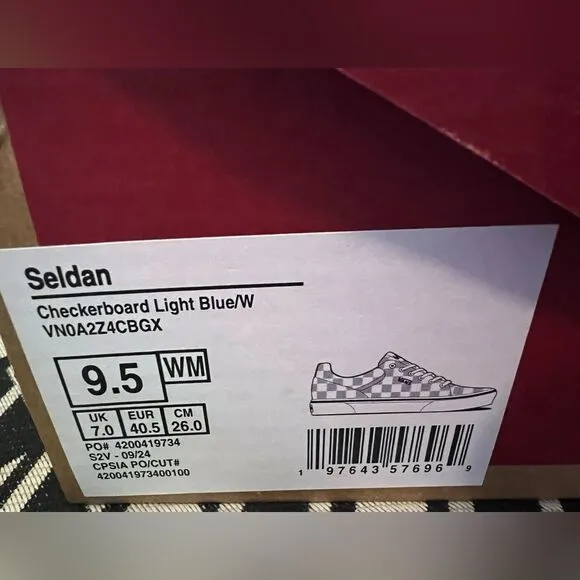 Seldan
Checkerboard Light Blue/W
VN0A2Z4CBGX
9.5 WM
UK EUR CM
7.0 40.5 26.0
PO# 4200419734
S2V - 09/24
CPSIA PO/CUT#
420041973400100
1 97643 57696 9